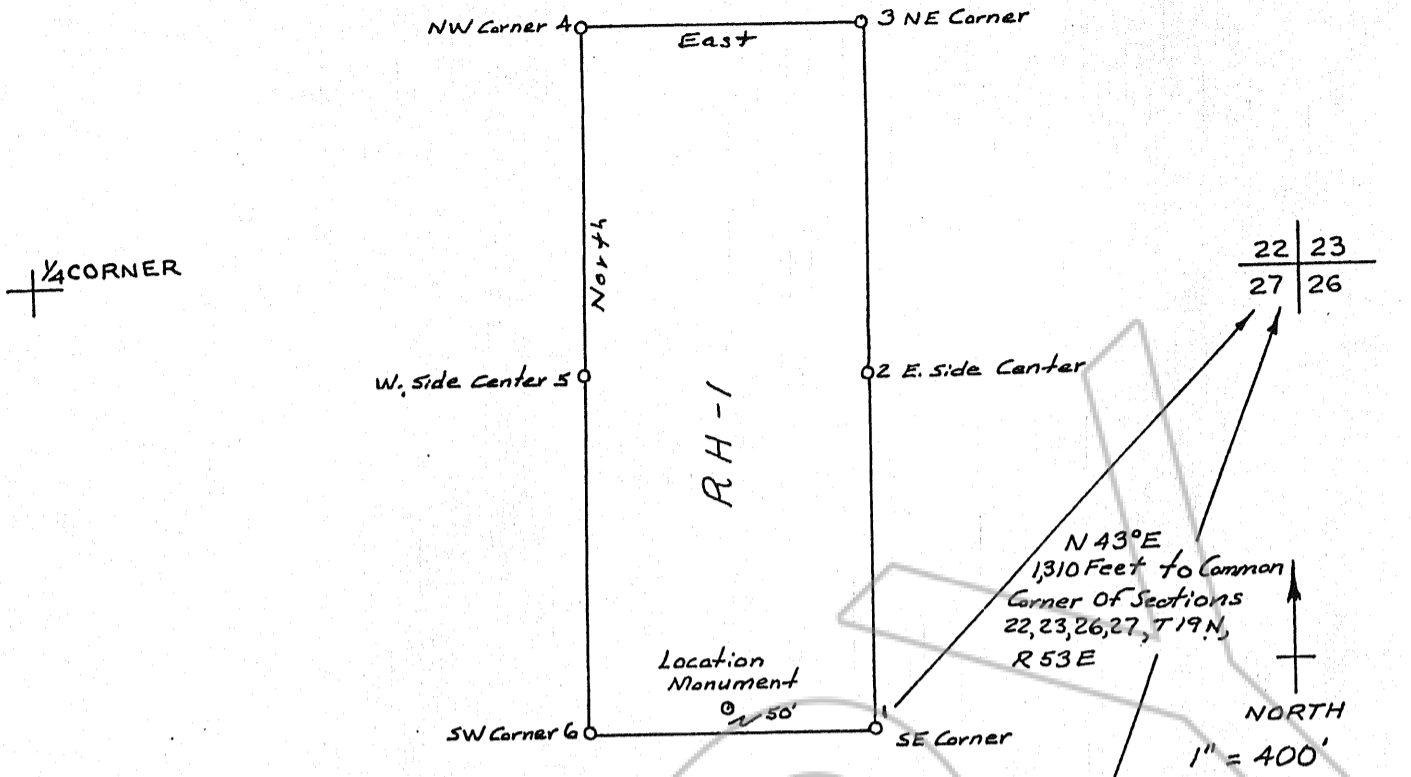 NW Corner 4
3 NE Corner
East
North
1/4 CORNER
22 23
27 26
W. Side Center 5
2 E. Side Center
RH-1
N 43°E
1,310 Feet to Common
Corner Of Sections
22, 23, 26, 27, T19N,
R 53 E
Location
Monument
50'
1
SW Corner 6
SE Corner
NORTH
1" = 400'